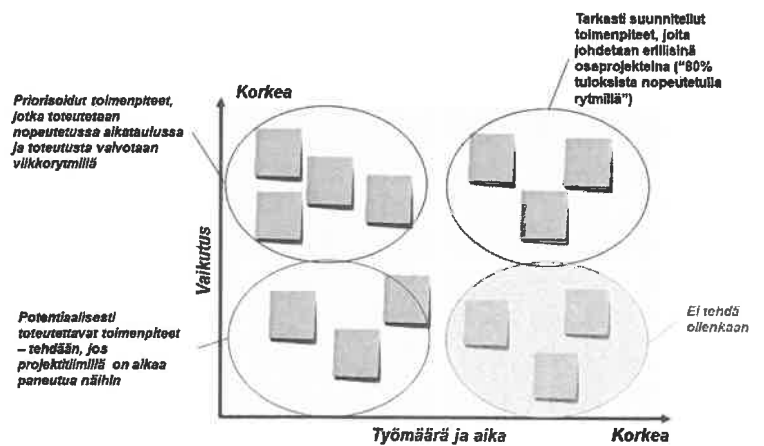 Tarkasti suunnitellut
toimenpiteet, joita
johdetaan erillisinä
osaprojekteina ("80%
tuloksista nopeutetulla
rytmillä")
Korkea
Priorisoidut toimenpiteet,
jotka toteutetaan
nopeutetussa aikataulussa
ja toteutusta valvotaan
viikkorytmillä
Vaikutus
Potentiaalisesti
toteutettavat toimenpiteet
– tehdään, jos
projektitiimillä on aikaa
paneutua näihin
Ei tehdä
ollenkaan
Työmäärä ja aika
Korkea